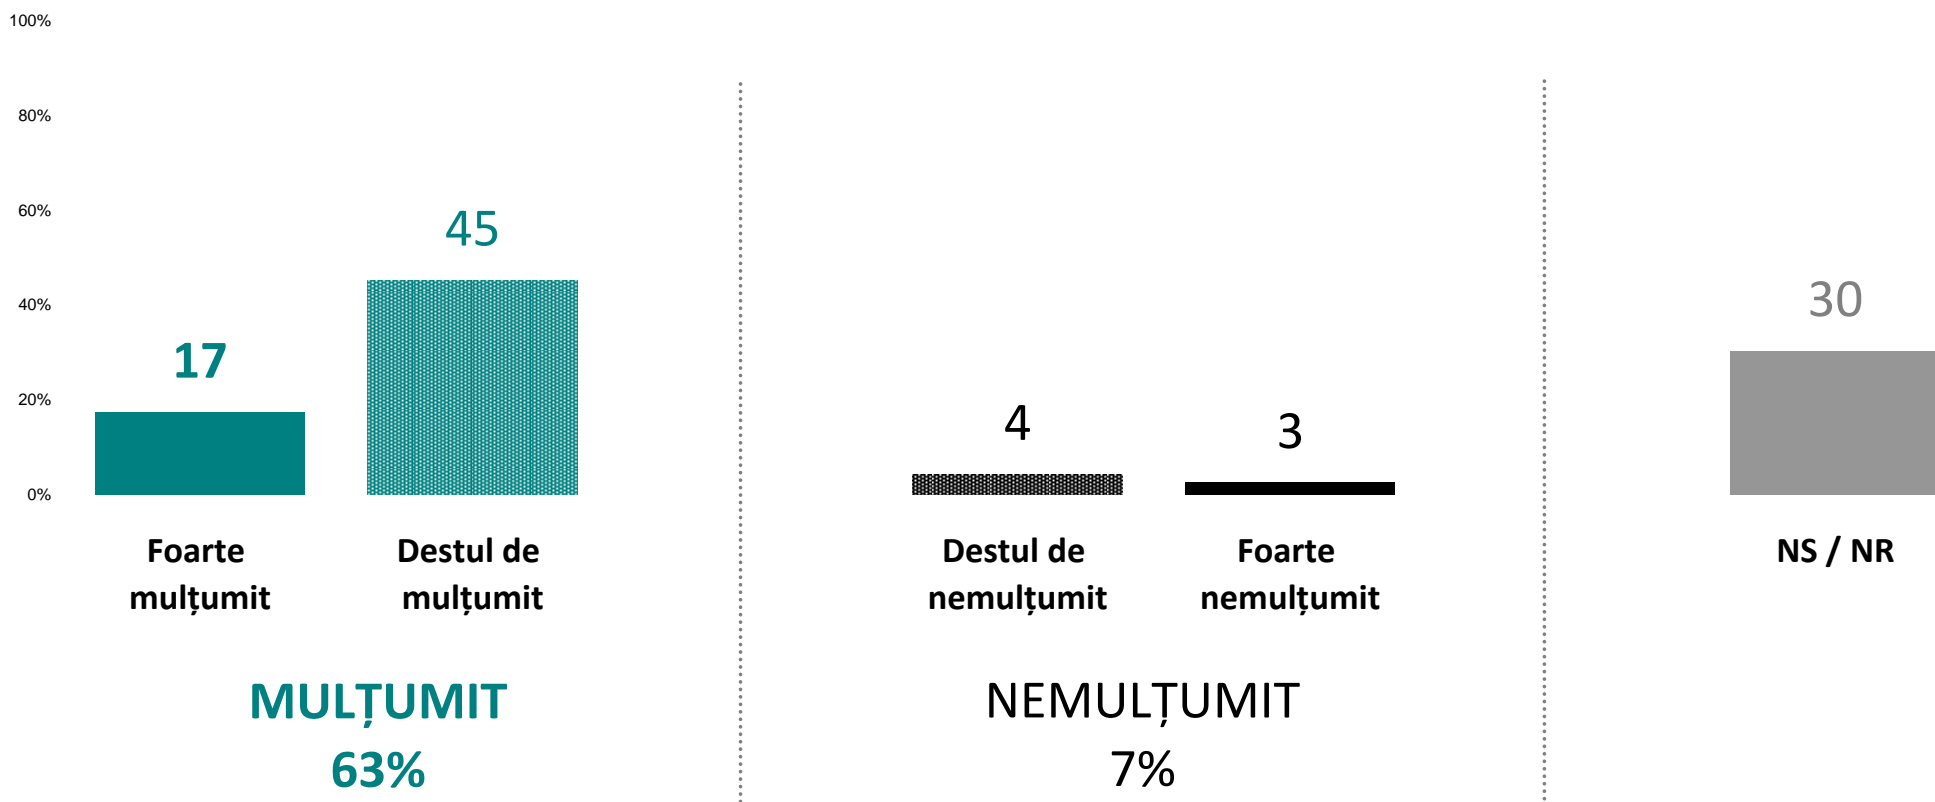 100%
80%
60%
40%
20%
0%
17
45
4
3
30
Foarte
mulțumit
Destul de
mulțumit
Destul de
nemulțumit
Foarte
nemulțumit
NS / NR
MULȚUMIT
63%
NEMULȚUMIT
7%